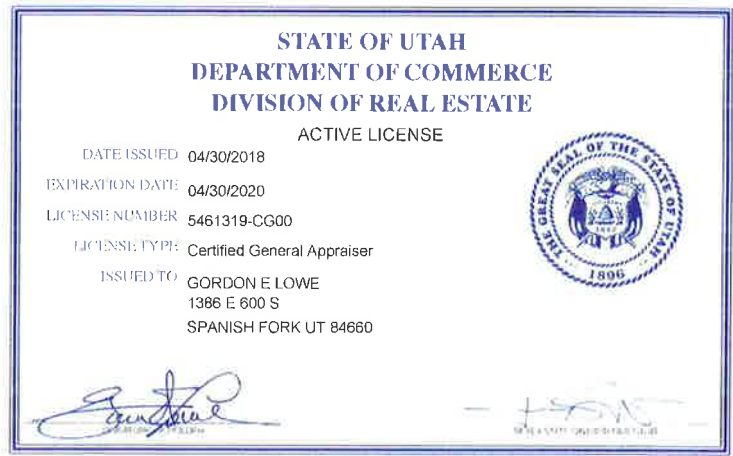 STATE OF UTAH
DEPARTMENT OF COMMERCE
DIVISION OF REAL ESTATE
ACTIVE LICENSE
DATE ISSUED 04/30/2018
EXPIRATION DATE 04/30/2020
LICENSE NUMBER 5461319-CG00
LICENSE TYPE Certified General Appraiser
ISSUED TO GORDON E LOWE
1386 E 600 S
SPANISH FORK UT 84660
THE GREAT SEAL OF THE STATE OF UTAH
1896